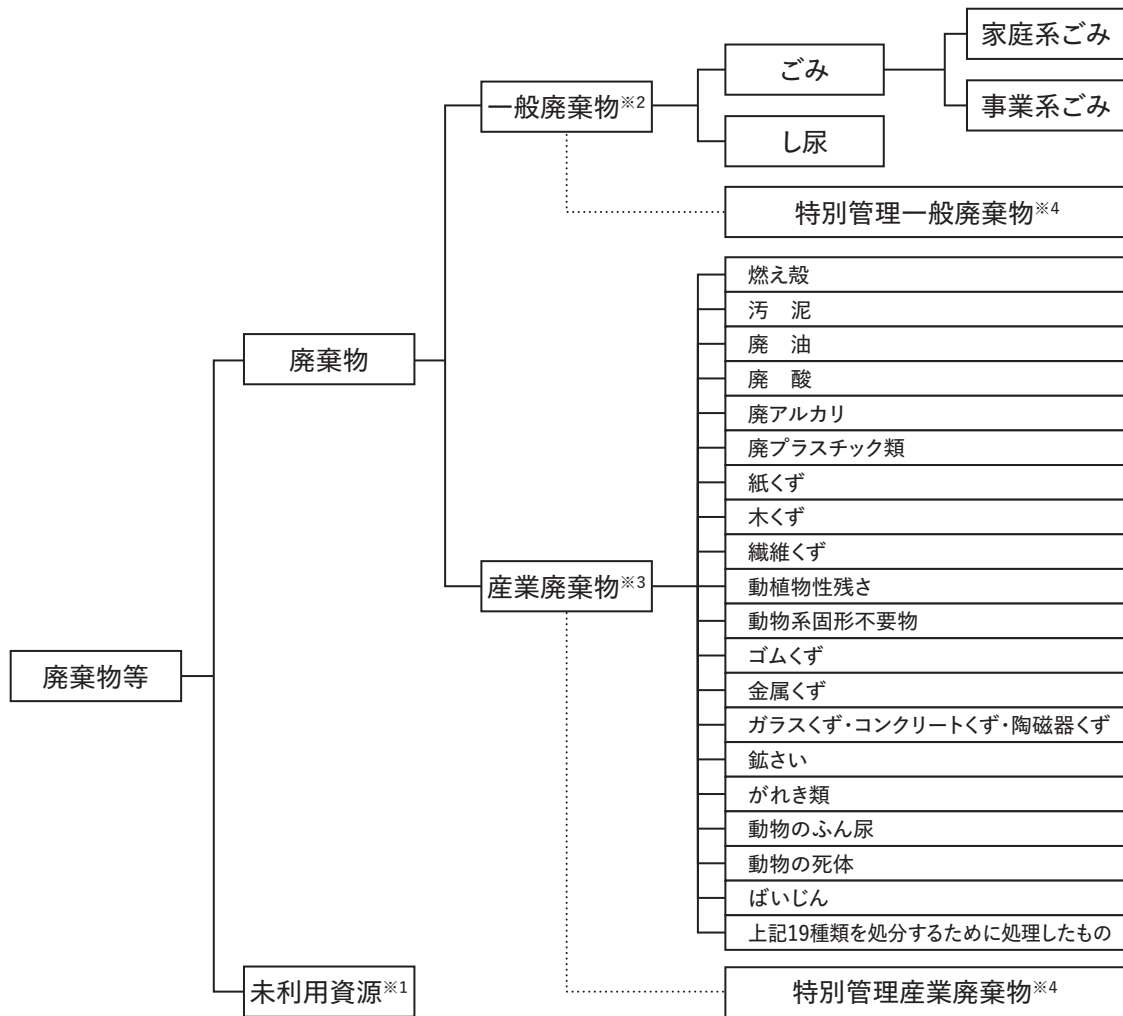 家庭系ごみ
ごみ
一般廃棄物※2
事業系ごみ
し尿
特別管理一般廃棄物※4
燃え殻
汚　泥
廃　油
廃棄物
廃　酸
廃アルカリ
廃プラスチック類
紙くず
木くず
繊維くず
産業廃棄物※3
動植物性残さ
動物系固形不要物
ゴムくず
廃棄物等
金属くず
ガラスくず・コンクリートくず・陶磁器くず
鉱さい
がれき類
動物のふん尿
動物の死体
ばいじん
上記19種類を処分するために処理したもの
未利用資源※1
特別管理産業廃棄物※4